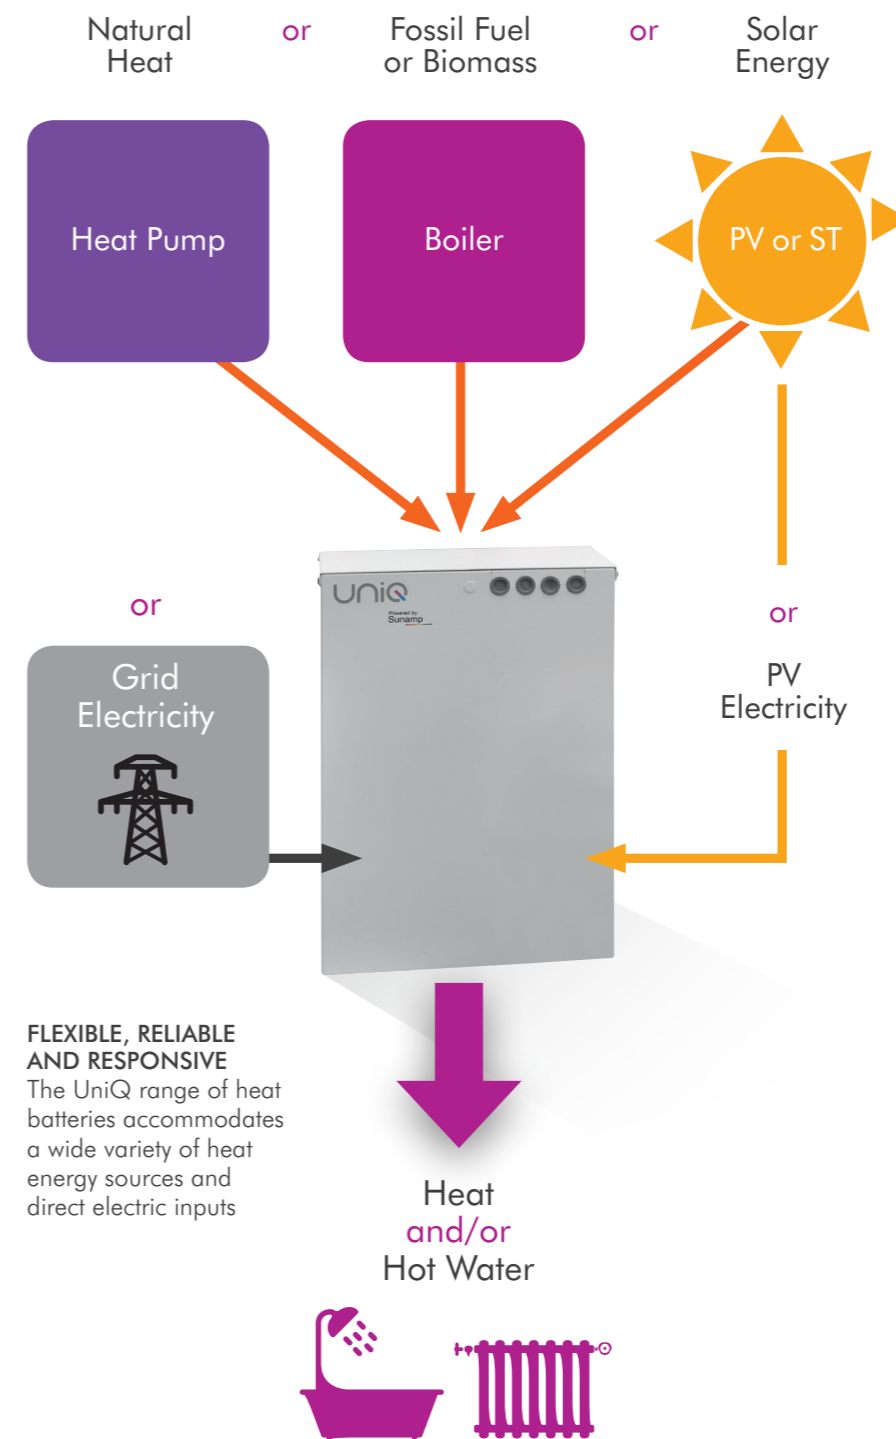 Natural
Heat
or
Fossil Fuel
or Biomass
or
Solar
Energy
Heat Pump
Boiler
PV or ST
UniQ
Powered by
Sunamp
or
Grid
Electricity
or
PV
Electricity
FLEXIBLE, RELIABLE
AND RESPONSIVE
The UniQ range of heat
batteries accommodates
a wide variety of heat
energy sources and
direct electric inputs
Heat
and/or
Hot Water